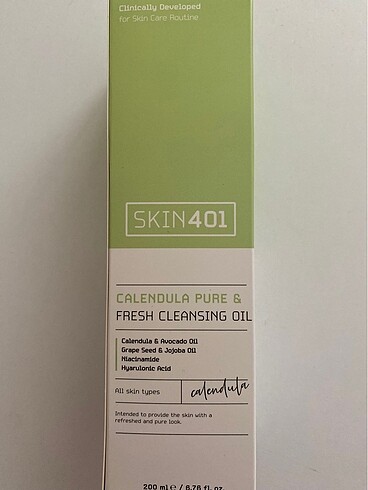 Clinically Developed
for Skin Care Routine
SKIN401
CALENDULA PURE &
FRESH CLEANSING OIL
Calendula & Avocado Oil
Grape Seed & Jojoba Oil
Niacinamide
Hyarulonic Acid
All skin types
calendula
Intended to provide the skin with a
refreshed and pure look.
200 ml ℮ / 6.76 fl. oz.